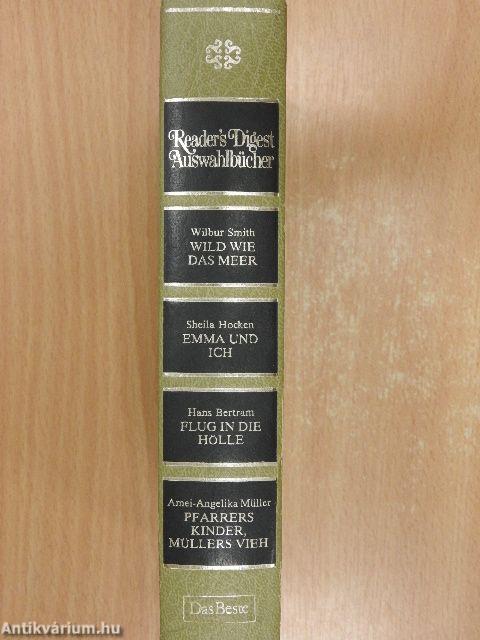 Reader's Digest
Auswahlbücher
Wilbur Smith
WILD WIE
DAS MEER
Sheila Hocken
EMMA UND
ICH
Hans Bertram
FLUG IN DIE
HÖLLE
Amei-Angelika Müller
PFARRERS
KINDER,
MÜLLERS VIEH
Das Beste
Antikvárium.hu